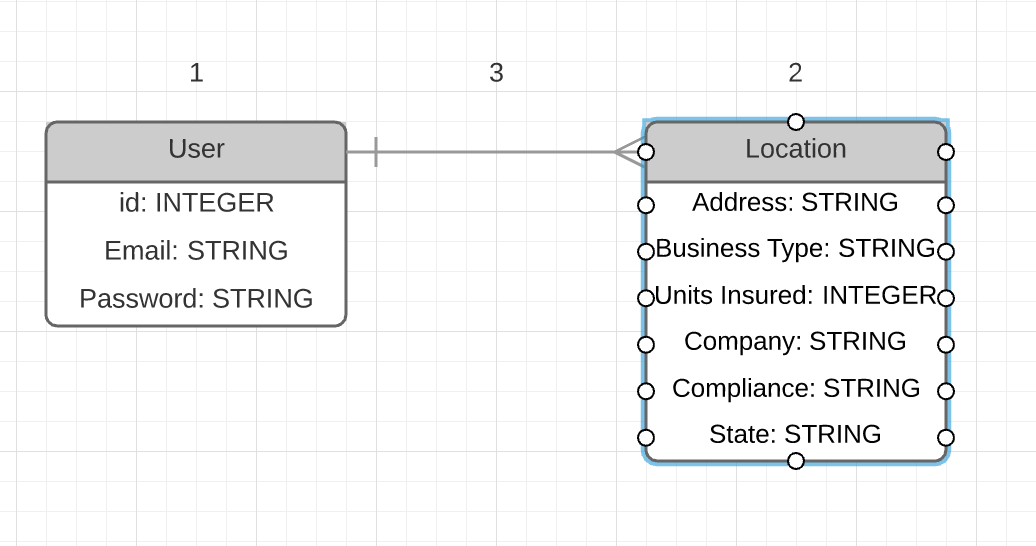 1
3
2
User
id: INTEGER
Email: STRING
Password: STRING
Location
Address: STRING
Business Type: STRING
Units Insured: INTEGER
Company: STRING
Compliance: STRING
State: STRING